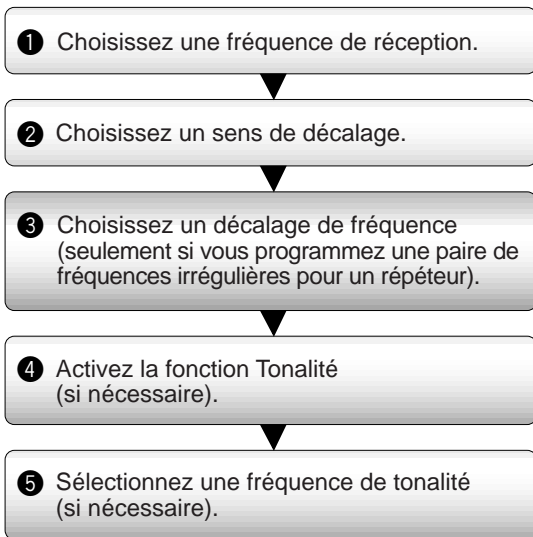 ❶ Choisissez une fréquence de réception.
❷ Choisissez un sens de décalage.
❸ Choisissez un décalage de fréquence
(seulement si vous programmez une paire de
fréquences irrégulières pour un répéteur).
❹ Activez la fonction Tonalité
(si nécessaire).
❺ Sélectionnez une fréquence de tonalité
(si nécessaire).